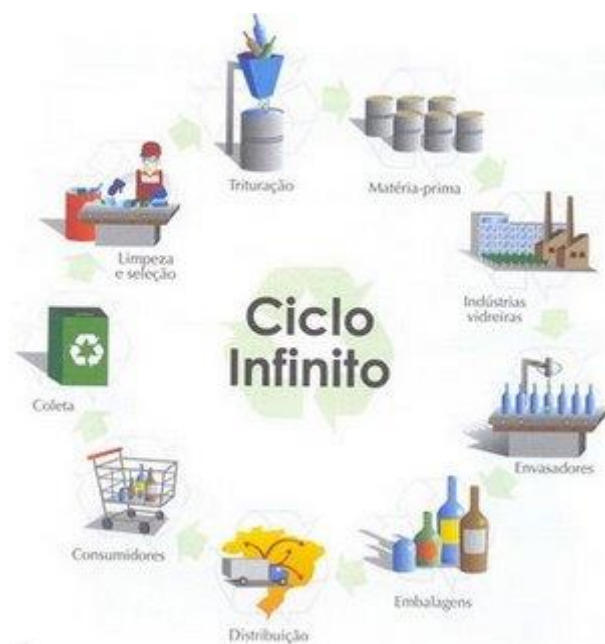 Trituração
Matéria-prima
Limpeza
e seleção
Indústrias
vidreiras
Ciclo
Infinito
Coleta
Envasadores
Consumidores
Embalagens
Distribuição